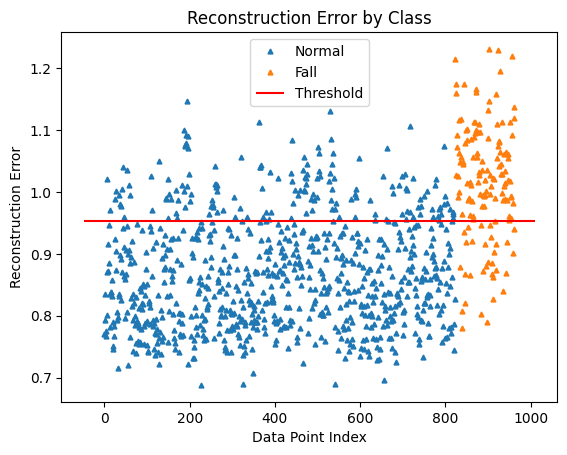 Reconstruction Error by Class
Normal
Fall
Threshold
Reconstruction Error
1.2
1.1
1.0
0.9
0.8
0.7
0
200
400
600
800
1000
Data Point Index